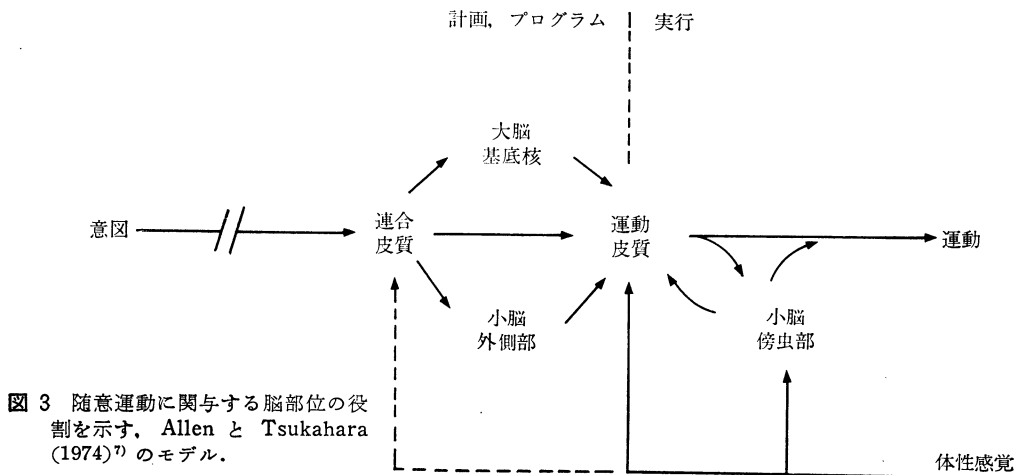 計画，プログラム
実行
大脳
基底核
意図
連合
皮質
運動
皮質
運動
小脳
外側部
小脳
傍虫部
図 3 随意運動に関与する脳部位の役
割を示す， Allen と Tsukahara
(1974)⁷⁾ のモデル．
体性感覚